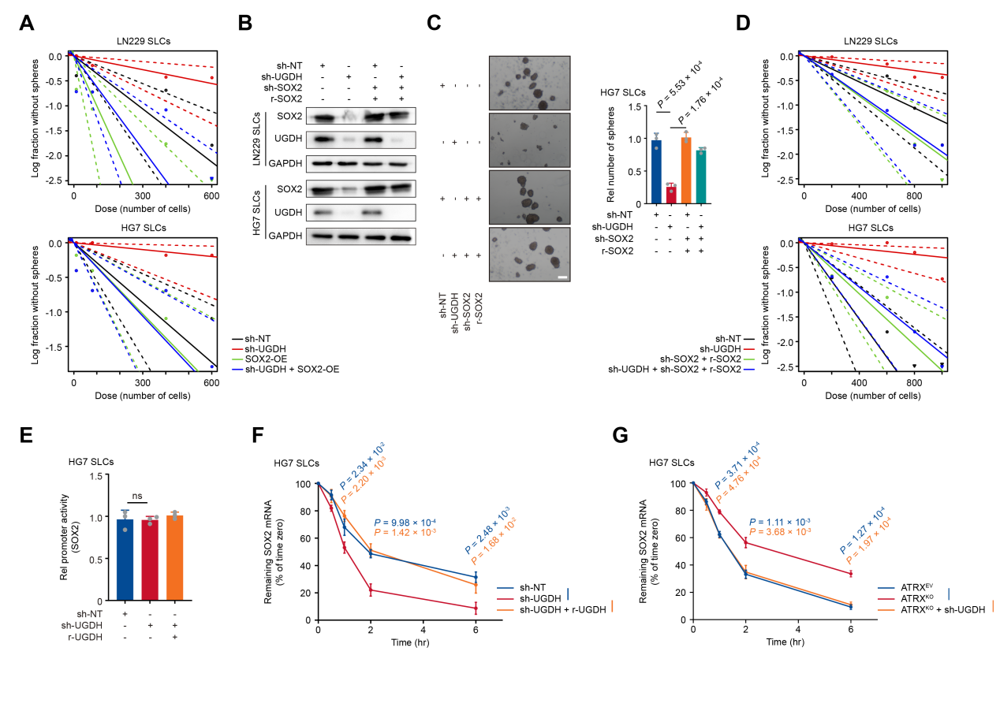 A
LN229 SLCs
Log fraction without spheres
0.0
-0.5
-1.0
-1.5
-2.0
-2.5
0
300
600
Dose (number of cells)
HG7 SLCs
Log fraction without spheres
0.0
-0.5
-1.0
-1.5
0
300
600
Dose (number of cells)
sh-NT
sh-UGDH
SOX2-OE
sh-UGDH + SOX2-OE
B
sh-NT + - + -
sh-UGDH - + - +
sh-SOX2 - - + +
r-SOX2 - - + +
LN229 SLCs
SOX2
UGDH
GAPDH
HG7 SLCs
SOX2
UGDH
GAPDH
C
+ - - -
- + - -
+ - + +
- + + +
sh-NT
sh-UGDH
sh-SOX2
r-SOX2
HG7 SLCs
P = 5.53 × 10⁻⁴
P = 1.76 × 10⁻⁴
Rel number of spheres
1.5
1.0
0.5
0
sh-NT + - + -
sh-UGDH - + - +
sh-SOX2 - - + +
r-SOX2 - - + +
D
LN229 SLCs
Log fraction without spheres
0.0
-0.5
-1.0
-1.5
-2.0
-2.5
0
400
800
Dose (number of cells)
HG7 SLCs
Log fraction without spheres
0.0
-0.5
-1.0
-1.5
-2.0
-2.5
0
400
800
Dose (number of cells)
sh-NT
sh-UGDH
sh-SOX2 + r-SOX2
sh-UGDH + sh-SOX2 + r-SOX2
E
HG7 SLCs
Rel promoter activity
(SOX2)
1.5
1.0
0.5
0
ns
sh-NT + - -
sh-UGDH - + +
r-UGDH - - +
F
HG7 SLCs
Remaining SOX2 mRNA
(% of time zero)
100
80
60
40
20
0
0
2
4
6
Time (hr)
P = 2.34 × 10⁻²
P = 2.20 × 10⁻³
P = 9.98 × 10⁻⁴
P = 1.42 × 10⁻³
P = 2.48 × 10⁻³
P = 1.68 × 10⁻²
sh-NT
sh-UGDH
sh-UGDH + r-UGDH
G
HG7 SLCs
Remaining SOX2 mRNA
(% of time zero)
100
80
60
40
20
0
0
2
4
6
Time (hr)
P = 3.71 × 10⁻⁴
P = 4.76 × 10⁻⁴
P = 1.11 × 10⁻³
P = 3.68 × 10⁻³
P = 1.27 × 10⁻⁴
P = 1.97 × 10⁻⁴
ATRXᴱⱽ
ATRXᴷᴼ
ATRXᴷᴼ + sh-UGDH